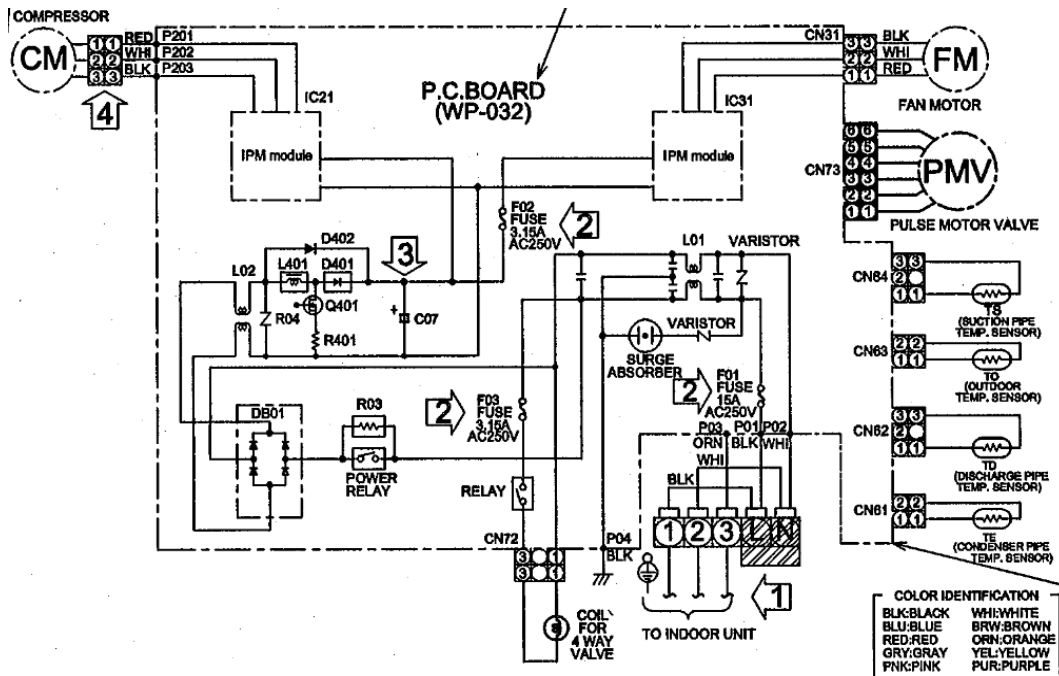 COMPRESSOR
CM
1 1 RED P201
2 2 WHI P202
3 3 BLK P203
4
IC21
IPM module
P.C.BOARD
(WP-032)
CN31
3 3 BLK
2 2 WHI
1 1 RED
FM
FAN MOTOR
IC31
IPM module
CN73
6 6
5 5
4 4
3 3
2 2
1 1
PMV
PULSE MOTOR VALVE
F02
FUSE
3.15A
AC250V
2
D402
L02
L401
D401
3
Q401
R04
R401
+
C07
L01
VARISTOR
VARISTOR
SURGE
ABSORBER
F01
FUSE
15A
AC250V
2
F03
FUSE
3.15A
AC250V
2
DB01
R03
POWER
RELAY
RELAY
P03
ORN
P01
BLK
P02
WHI
WHI
BLK
1 2 3 L N
CN72
3 1
3 1
P04
BLK
1
COIL
FOR
4 WAY
VALVE
TO INDOOR UNIT
CN64
3 3
2
1 1
TS
(SUCTION PIPE
TEMP. SENSOR)
CN63
2 2
1 1
TO
(OUTDOOR
TEMP. SENSOR)
CN62
3 3
2
1 1
TD
(DISCHARGE PIPE
TEMP. SENSOR)
CN61
2 2
1 1
TE
(CONDENSER PIPE
TEMP. SENSOR)
COLOR IDENTIFICATION
BLK:BLACK WHI:WHITE
BLU:BLUE BRW:BROWN
RED:RED ORN:ORANGE
GRY:GRAY YEL:YELLOW
PNK:PINK PUR:PURPLE